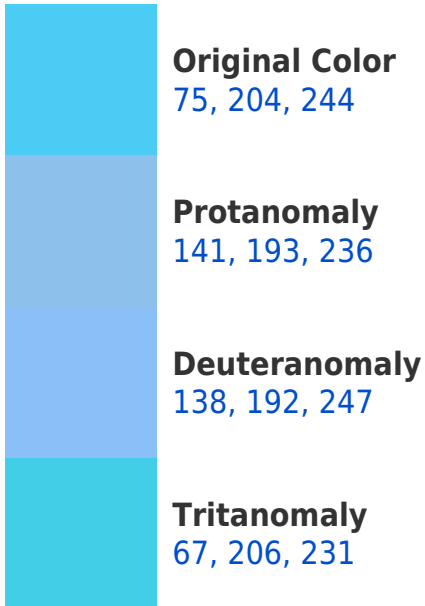 Original Color
75, 204, 244
Protanomaly
141, 193, 236
Deuteranomaly
138, 192, 247
Tritanomaly
67, 206, 231